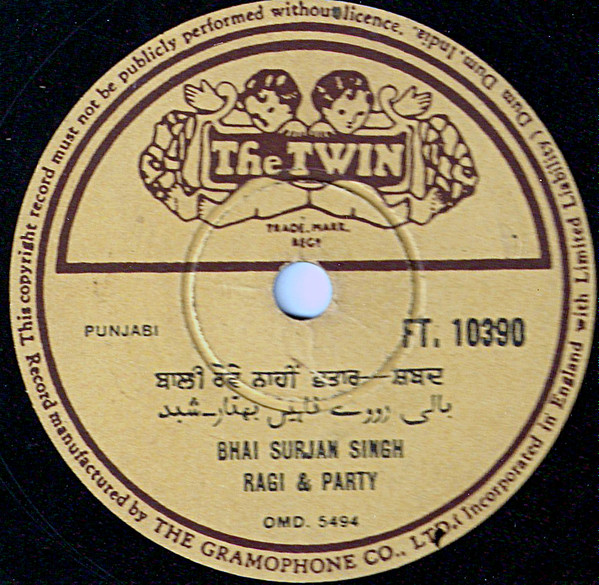 This copyright record must not be publicly performed without licence.
The TWIN
TRADE. MARK.
REGD
PUNJABI
FT. 10390
ਬਾਲੀ ਰੋਵੇ ਨਾਹੀਂ ਭਤਾਰ—ਸ਼ਬਦ
بالی رووے ناہیں بھتار-شبد
BHAI SURJAN SINGH
RAGI & PARTY
OMD. 5494
Record manufactured by THE GRAMOPHONE CO., LTD. (Incorporated in England with Limited Liability) Dum Dum, India.